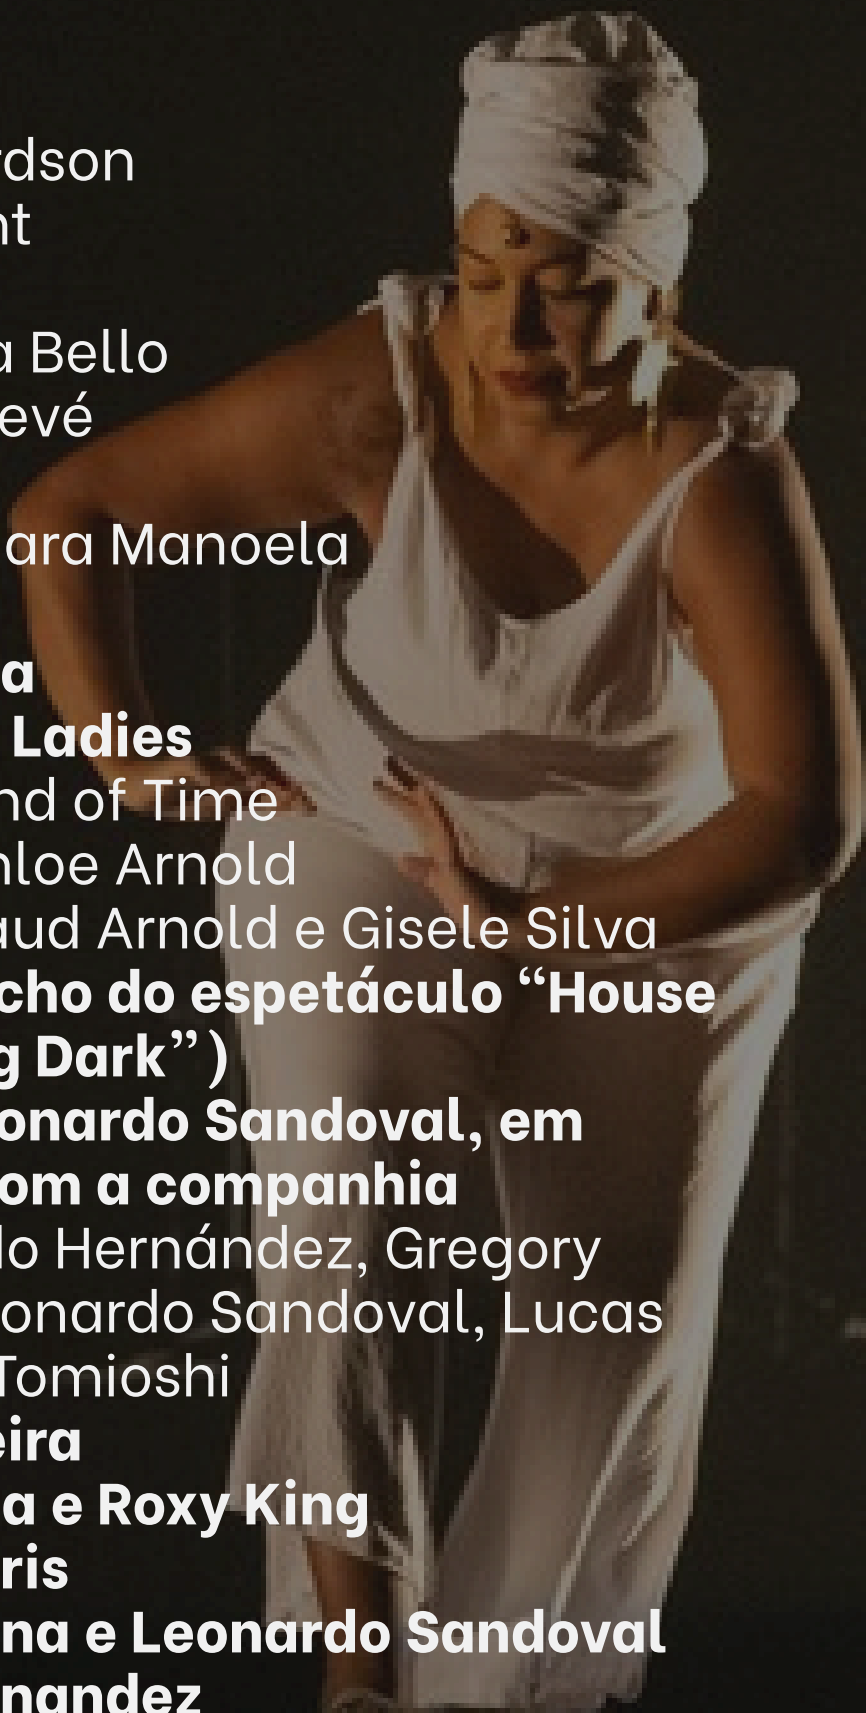 rdson
nt
a Bello
evé
ara Manoela
a
Ladies
nd of Time
hloe Arnold
aud Arnold e Gisele Silva
cho do espetáculo “House
g Dark”)
onardo Sandoval, em
om a companhia
do Hernández, Gregory
onardo Sandoval, Lucas
Tomioshi
eira
a e Roxy King
ris
na e Leonardo Sandoval
nandez